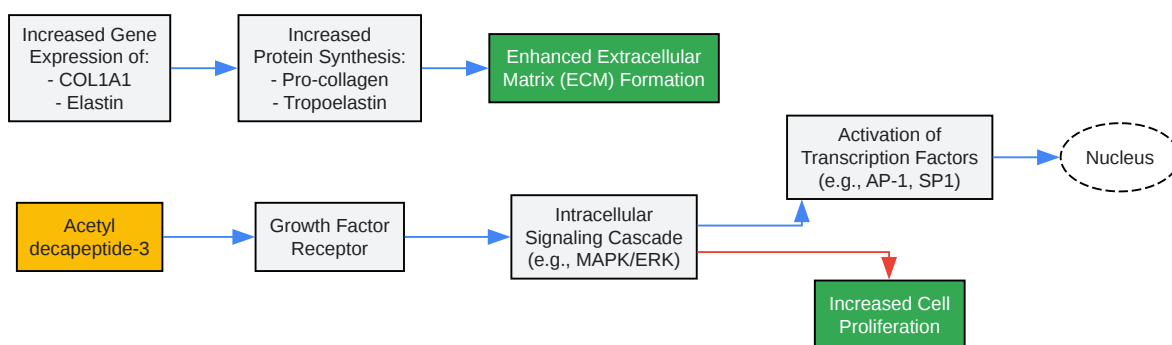 Increased Gene
Expression of:
- COL1A1
- Elastin
Increased
Protein Synthesis:
- Pro-collagen
- Tropoelastin
Enhanced Extracellular
Matrix (ECM) Formation
Activation of
Transcription Factors
(e.g., AP-1, SP1)
Nucleus
Acetyl
decapeptide-3
Growth Factor
Receptor
Intracellular
Signaling Cascade
(e.g., MAPK/ERK)
Increased Cell
Proliferation